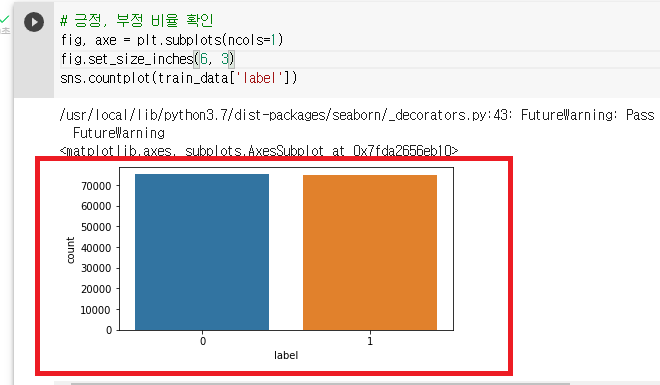 # 긍정, 부정 비율 확인
fig, axe = plt.subplots(ncols=1)
fig.set_size_inches(6, 3)
sns.countplot(train_data['label'])
/usr/local/lib/python3.7/dist-packages/seaborn/_decorators.py:43: FutureWarning: Pass
FutureWarning
<matplotlib.axes._subplots.AxesSubplot at 0x7fda2656eb10>
70000
60000
50000
40000
30000
20000
10000
0
count
0 1
label